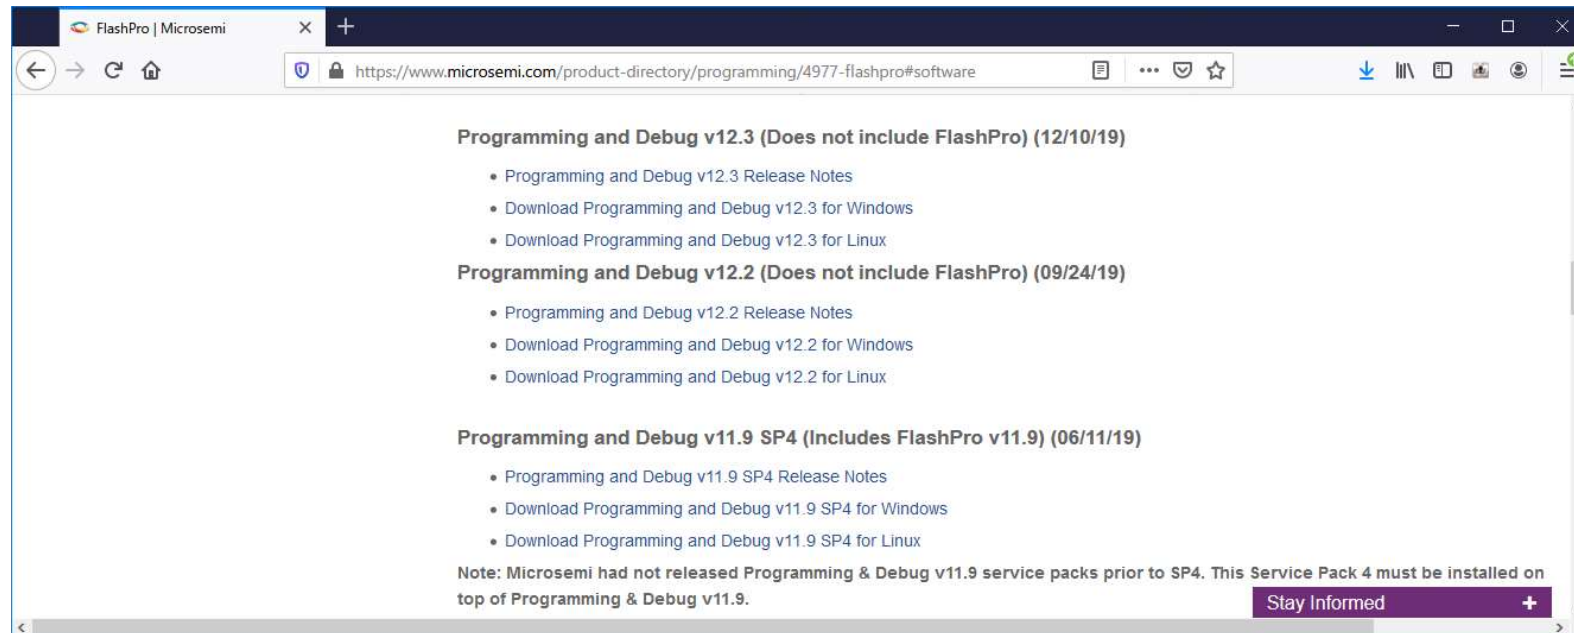 FlashPro | Microsemi
https://www.microsemi.com/product-directory/programming/4977-flashpro#software
Programming and Debug v12.3 (Does not include FlashPro) (12/10/19)
Programming and Debug v12.3 Release Notes
Download Programming and Debug v12.3 for Windows
Download Programming and Debug v12.3 for Linux
Programming and Debug v12.2 (Does not include FlashPro) (09/24/19)
Programming and Debug v12.2 Release Notes
Download Programming and Debug v12.2 for Windows
Download Programming and Debug v12.2 for Linux
Programming and Debug v11.9 SP4 (Includes FlashPro v11.9) (06/11/19)
Programming and Debug v11.9 SP4 Release Notes
Download Programming and Debug v11.9 SP4 for Windows
Download Programming and Debug v11.9 SP4 for Linux
Note: Microsemi had not released Programming & Debug v11.9 service packs prior to SP4. This Service Pack 4 must be installed on
top of Programming & Debug v11.9.
Stay Informed +